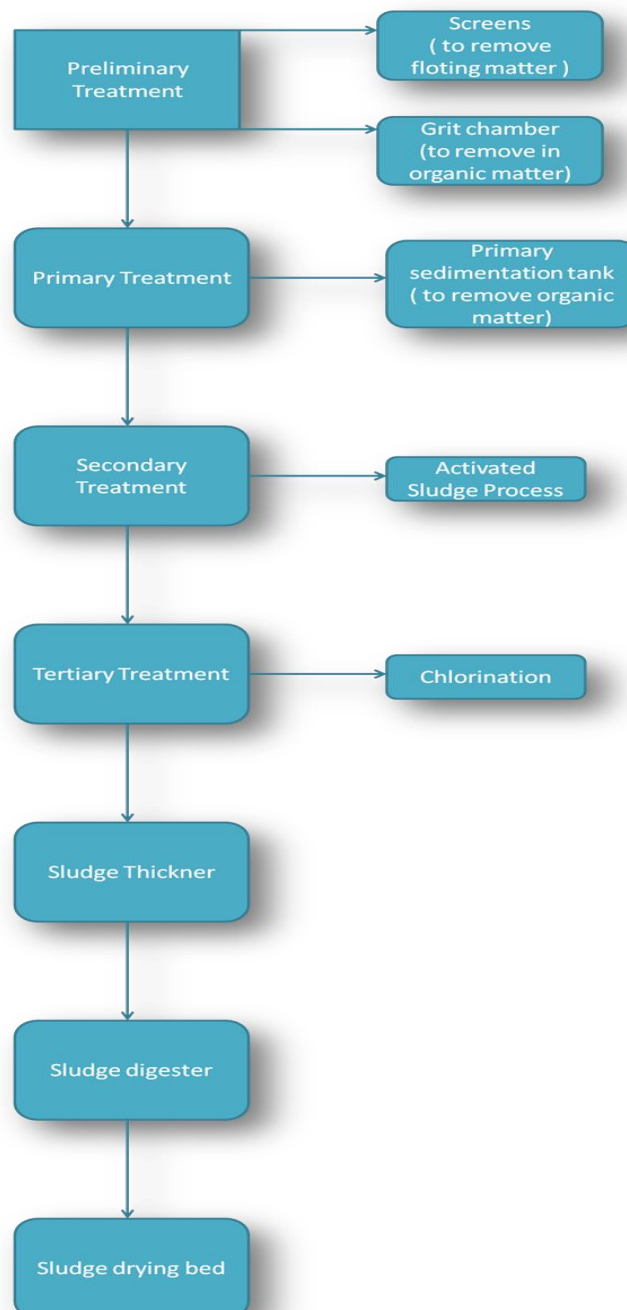 Preliminary
Treatment
Screens
( to remove
floting matter )
Grit chamber
(to remove in
organic matter)
Primary Treatment
Primary
sedimentation tank
( to remove organic
matter)
Secondary
Treatment
Activated
Sludge Process
Tertiary Treatment
Chlorination
Sludge Thickner
Sludge digester
Sludge drying bed